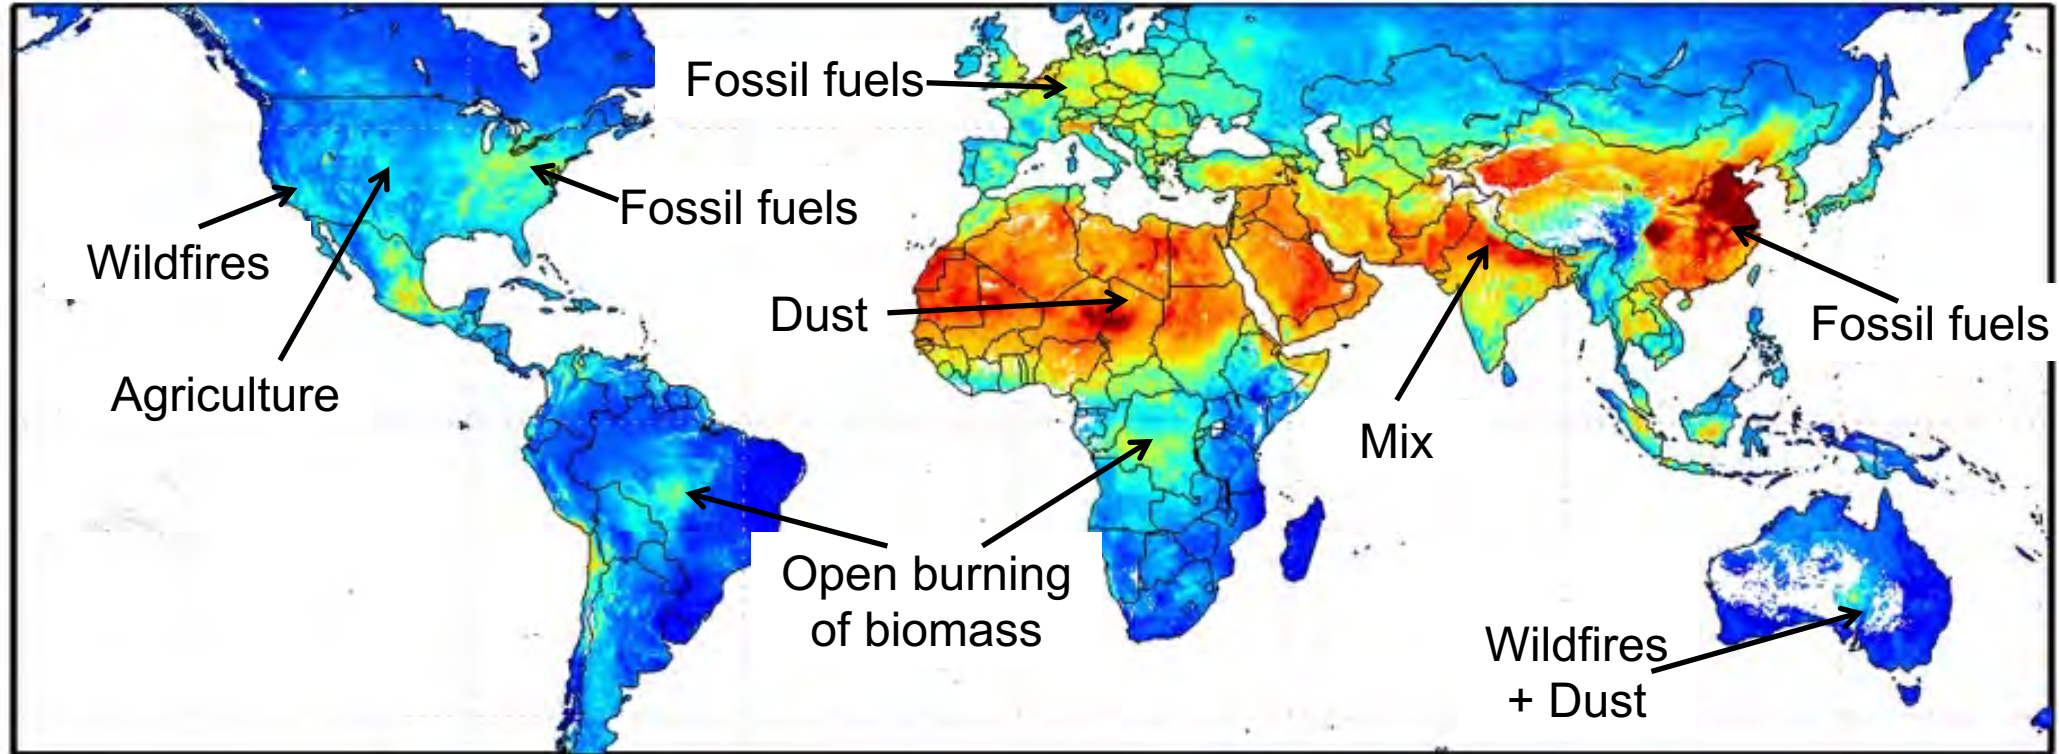 Fossil fuels
Fossil fuels
Wildfires
Agriculture
Dust
Fossil fuels
Mix
Open burning
of biomass
Wildfires
+ Dust